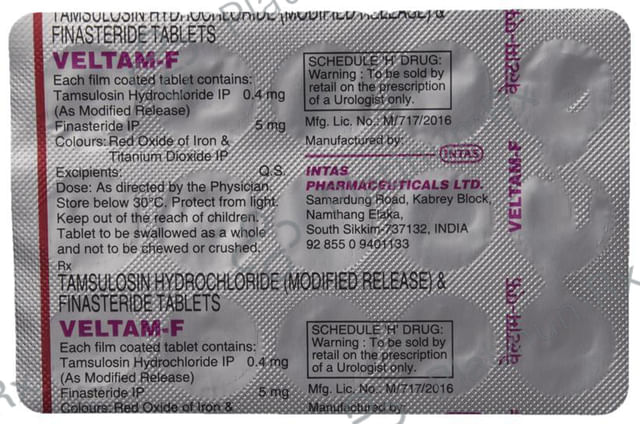 TAMSULOSIN HYDROCHLORIDE (MODIFIED RELEASE) &
FINASTERIDE TABLETS
VELTAM-F
Each film coated tablet contains:
Tamsulosin Hydrochloride IP 0.4 mg
(As Modified Release)
Finasteride IP 5 mg
Colours: Red Oxide of Iron &
Titanium Dioxide IP
Excipients: Q.S.
Dose: As directed by the Physician.
Store below 30°C. Protect from light.
Keep out of the reach of children.
Tablet to be swallowed as a whole
and not to be chewed or crushed.
SCHEDULE 'H' DRUG:
Warning : To be sold by
retail on the prescription
of a Urologist only.
Mfg. Lic. No.: M/717/2016
Manufactured by:
INTAS
INTAS
PHARMACEUTICALS LTD.
Samardung Road, Kabrey Block,
Namthang Elaka,
South Sikkim-737132, INDIA
92 855 0 9401133
VELTAM-F
Rx
TAMSULOSIN HYDROCHLORIDE (MODIFIED RELEASE) &
FINASTERIDE TABLETS
VELTAM-F
Each film coated tablet contains:
Tamsulosin Hydrochloride IP 0.4 mg
(As Modified Release)
Finasteride IP 5 mg
Colours: Red Oxide of Iron &
SCHEDULE 'H' DRUG:
Warning : To be sold by
retail on the prescription
of a Urologist only.
Mfg. Lic. No.: M/717/2016
Manufactured by:
वेल्टाम-एफ